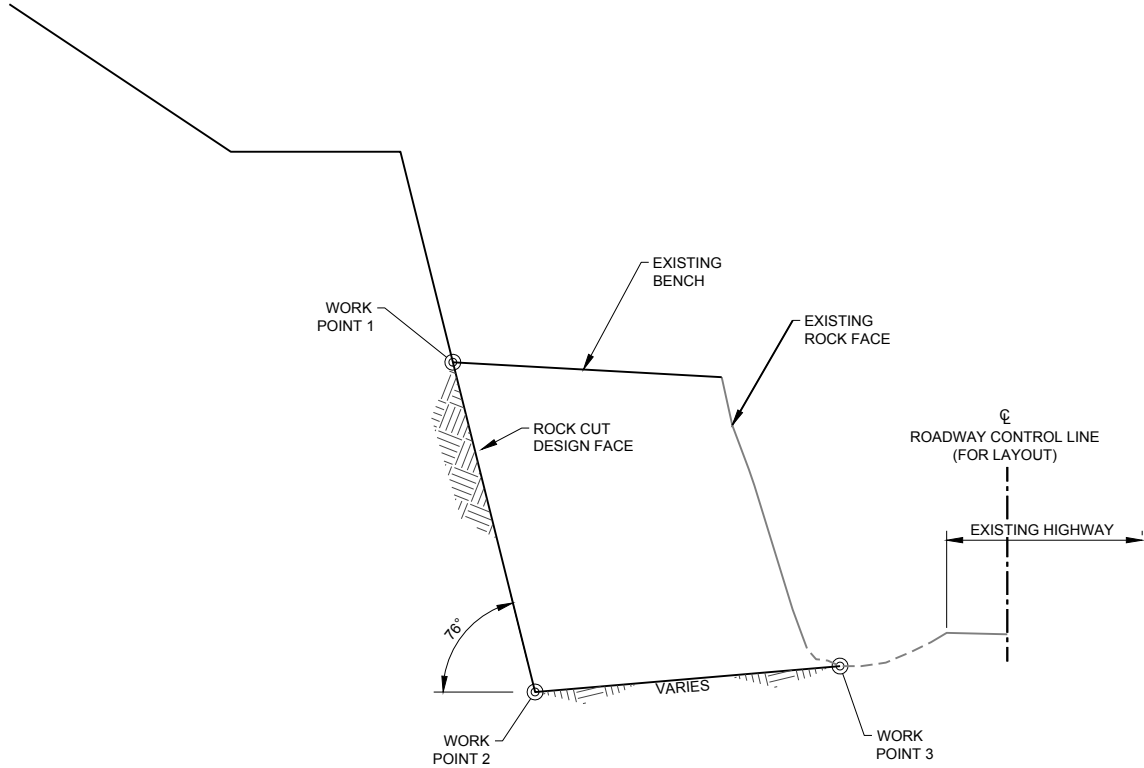 EXISTING
BENCH
WORK
POINT 1
EXISTING
ROCK FACE
℄
ROADWAY CONTROL LINE
(FOR LAYOUT)
ROCK CUT
DESIGN FACE
EXISTING HIGHWAY
76°
VARIES
WORK
POINT 2
WORK
POINT 3